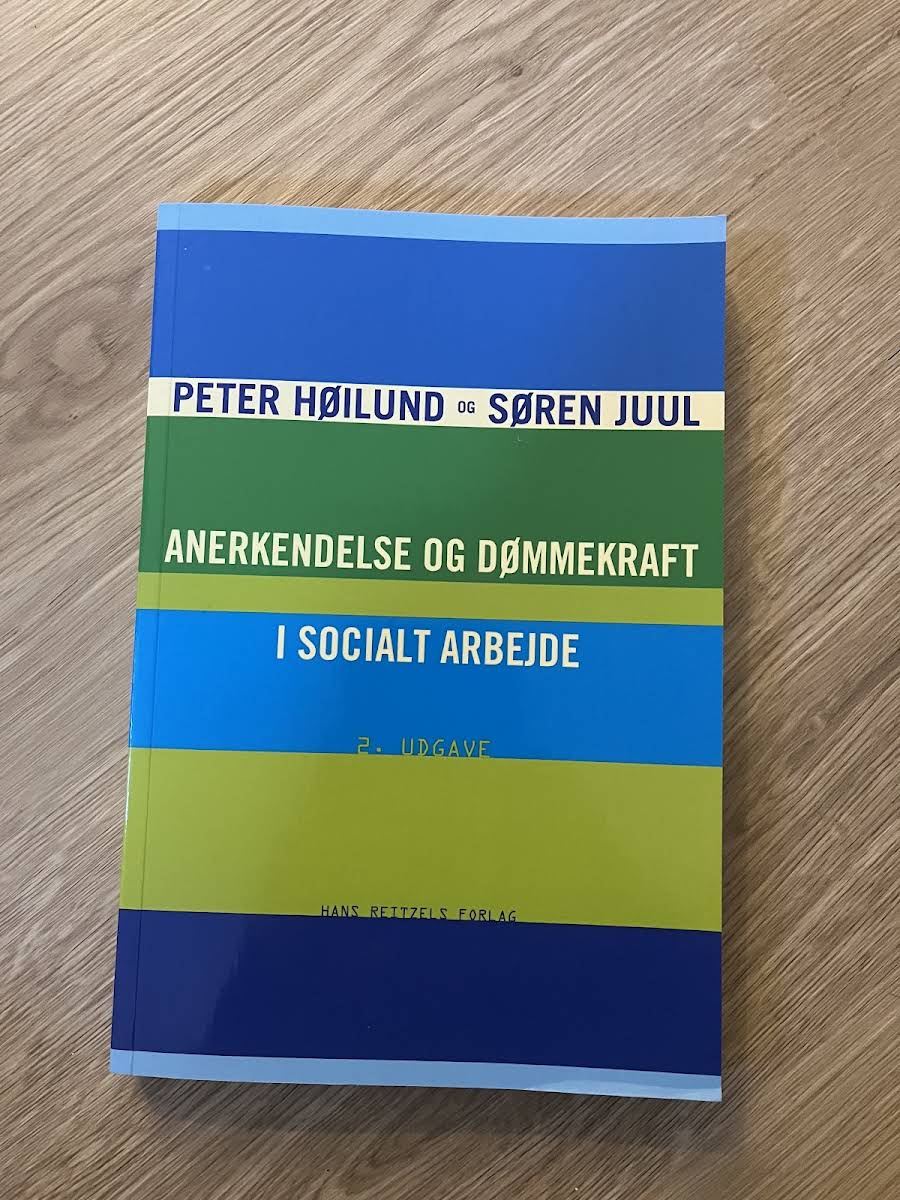 PETER HØILUND OG SØREN JUUL
ANERKENDELSE OG DØMMEKRAFT
I SOCIALT ARBEJDE
2. UDGAVE
HANS REITZELS FORLAG